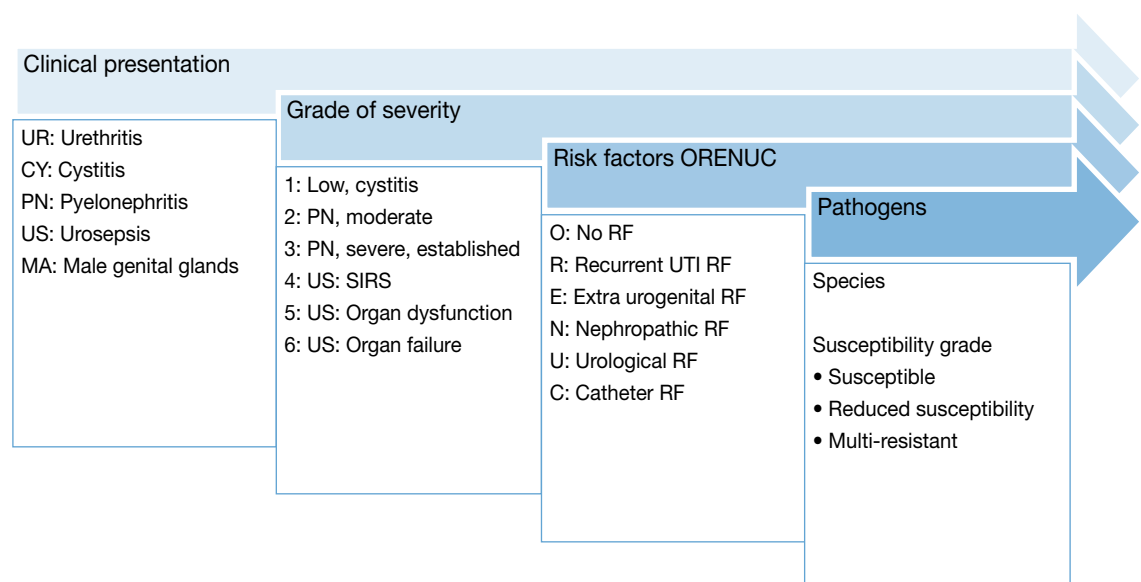 Clinical presentation
UR: Urethritis
CY: Cystitis
PN: Pyelonephritis
US: Urosepsis
MA: Male genital glands
Grade of severity
1: Low, cystitis
2: PN, moderate
3: PN, severe, established
4: US: SIRS
5: US: Organ dysfunction
6: US: Organ failure
Risk factors ORENUC
O: No RF
R: Recurrent UTI RF
E: Extra urogenital RF
N: Nephropathic RF
U: Urological RF
C: Catheter RF
Pathogens
Species
Susceptibility grade
• Susceptible
• Reduced susceptibility
• Multi-resistant